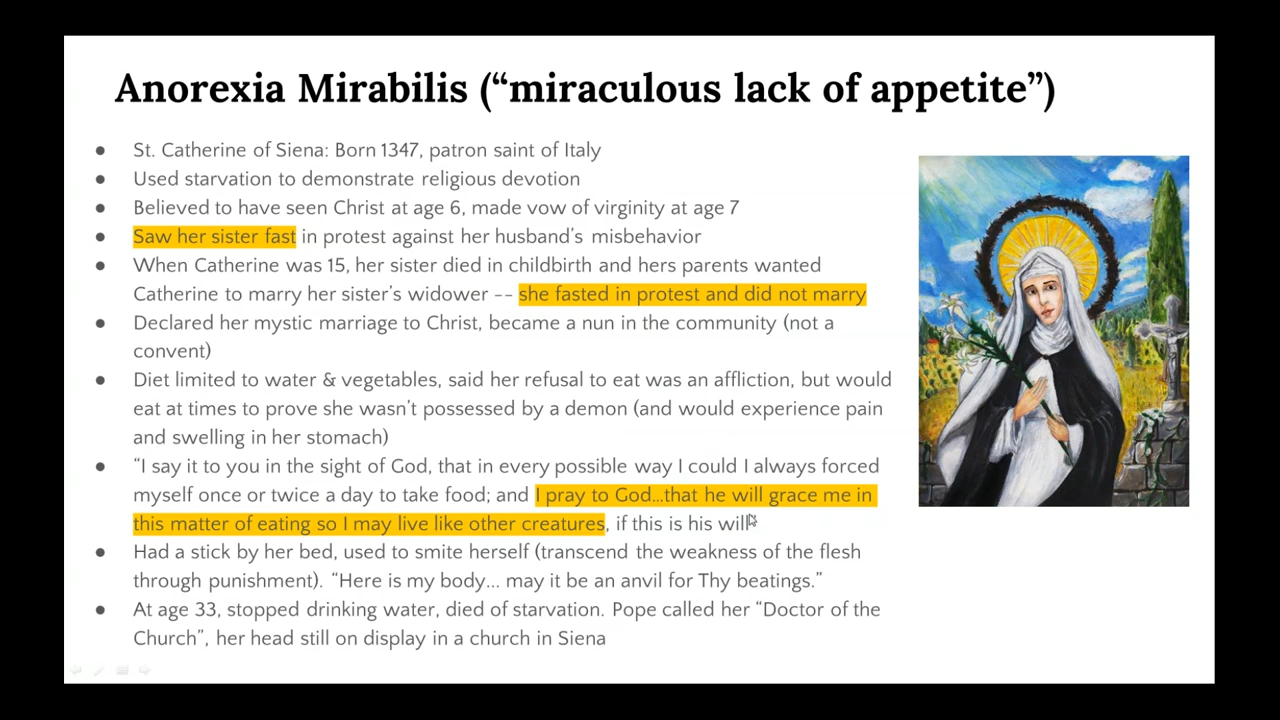 Anorexia Mirabilis (“miraculous lack of appetite”)
● St. Catherine of Siena: Born 1347, patron saint of Italy
● Used starvation to demonstrate religious devotion
● Believed to have seen Christ at age 6, made vow of virginity at age 7
● Saw her sister fast in protest against her husband’s misbehavior
● When Catherine was 15, her sister died in childbirth and hers parents wanted
Catherine to marry her sister’s widower -- she fasted in protest and did not marry
● Declared her mystic marriage to Christ, became a nun in the community (not a
convent)
● Diet limited to water & vegetables, said her refusal to eat was an affliction, but would
eat at times to prove she wasn’t possessed by a demon (and would experience pain
and swelling in her stomach)
● “I say it to you in the sight of God, that in every possible way I could I always forced
myself once or twice a day to take food; and I pray to God...that he will grace me in
this matter of eating so I may live like other creatures, if this is his will”
● Had a stick by her bed, used to smite herself (transcend the weakness of the flesh
through punishment). “Here is my body... may it be an anvil for Thy beatings.”
● At age 33, stopped drinking water, died of starvation. Pope called her “Doctor of the
Church”, her head still on display in a church in Siena